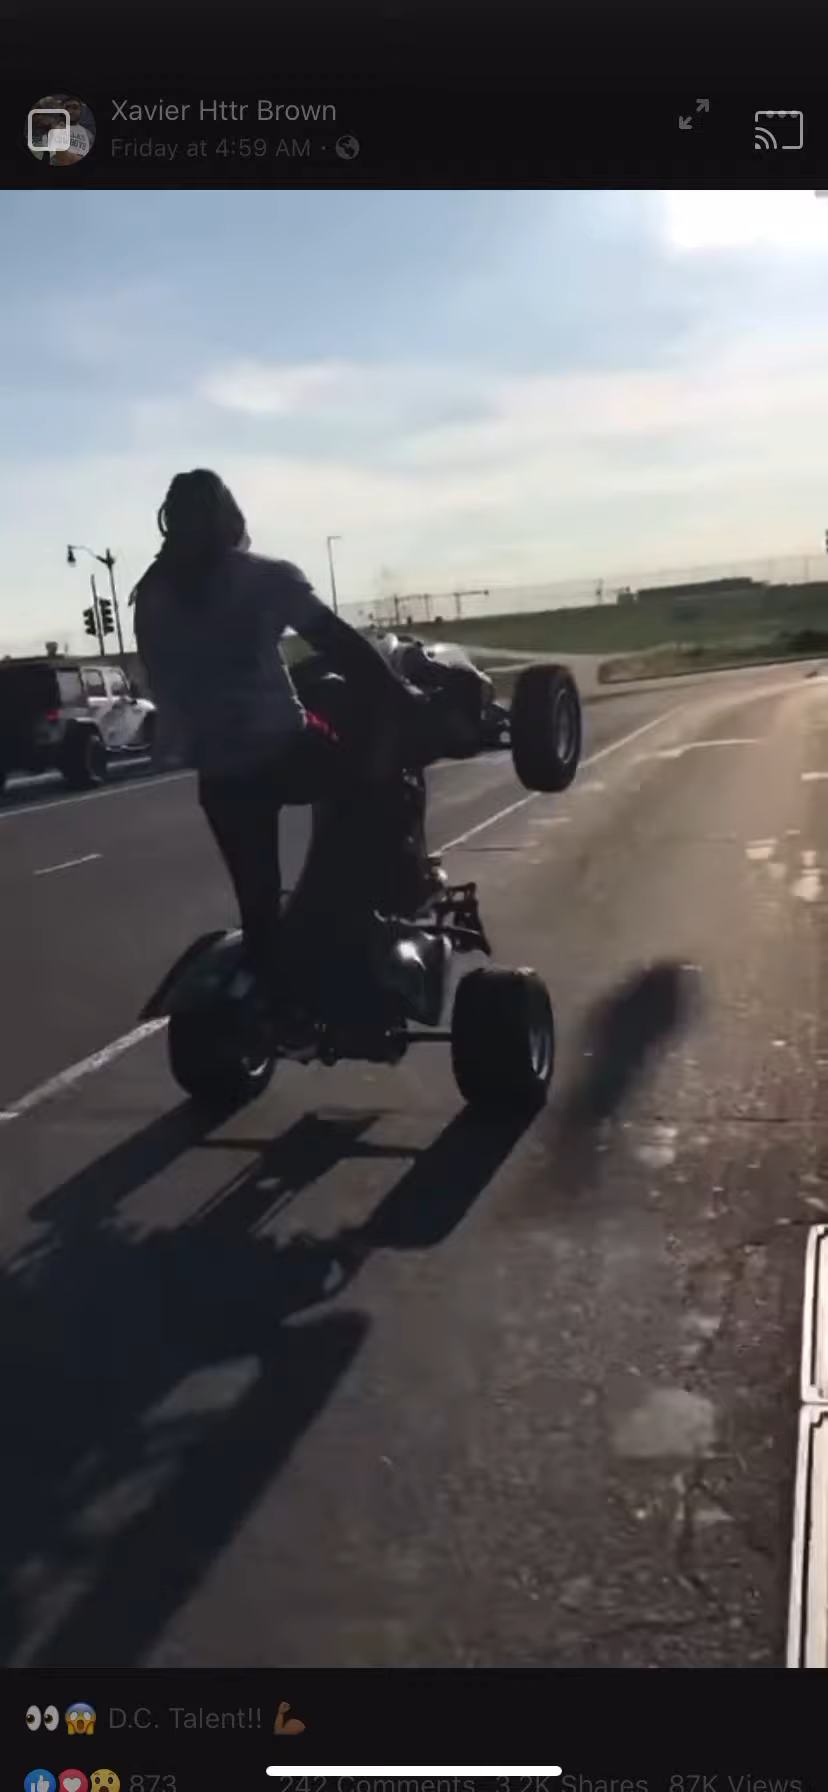 Xavier Httr Brown
Friday at 4:59 AM ·
👀😱 D.C. Talent!! 💪🏾
873 242 Comments 3.2K Shares 87K Views